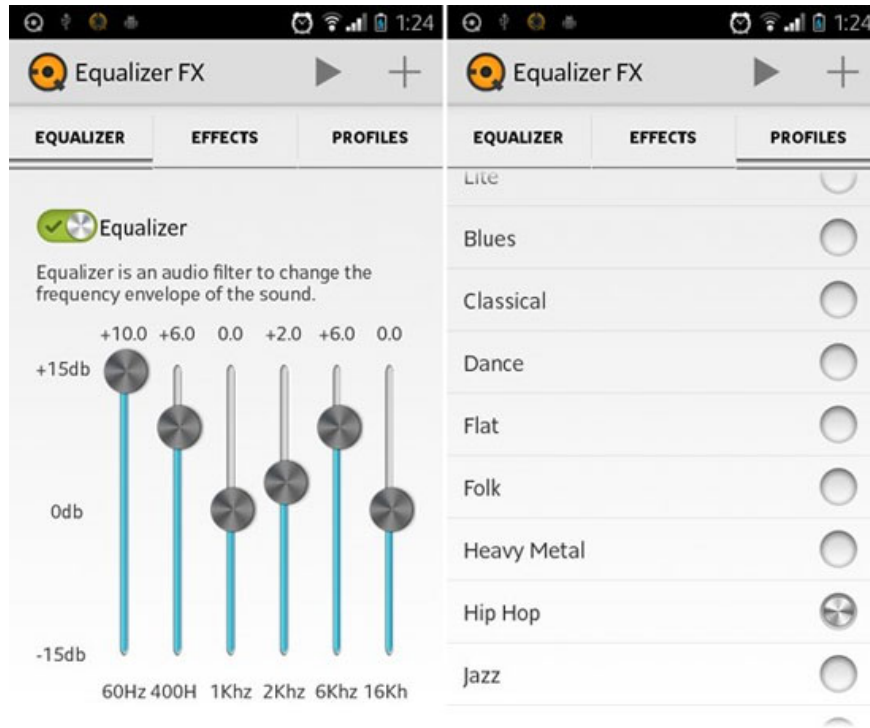 1:24
Equalizer FX
EQUALIZER EFFECTS PROFILES
Equalizer
Equalizer is an audio filter to change the
frequency envelope of the sound.
+10.0 +6.0 0.0 +2.0 +6.0 0.0
+15db
0db
-15db
60Hz 400H 1Khz 2Khz 6Khz 16Kh
1:24
Equalizer FX
EQUALIZER EFFECTS PROFILES
Lite
Blues
Classical
Dance
Flat
Folk
Heavy Metal
Hip Hop
Jazz